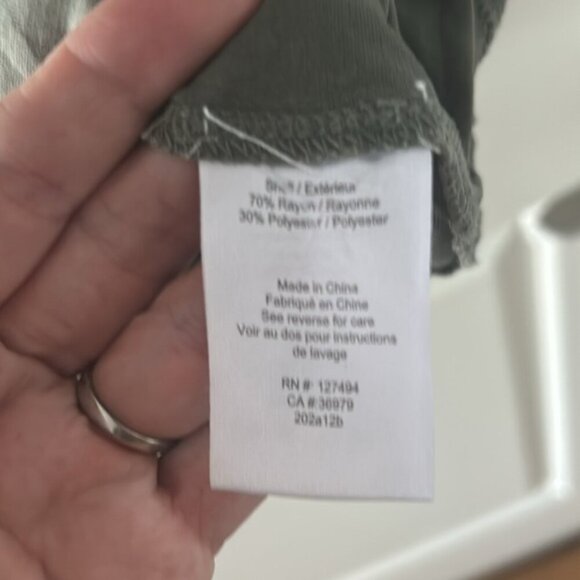 Shell / Extérieur
70% Rayon / Rayonne
30% Polyester / Polyester
Made in China
Fabriqué en Chine
See reverse for care
Voir au dos pour instructions
de lavage
RN #: 127494
CA #:36979
202a12b